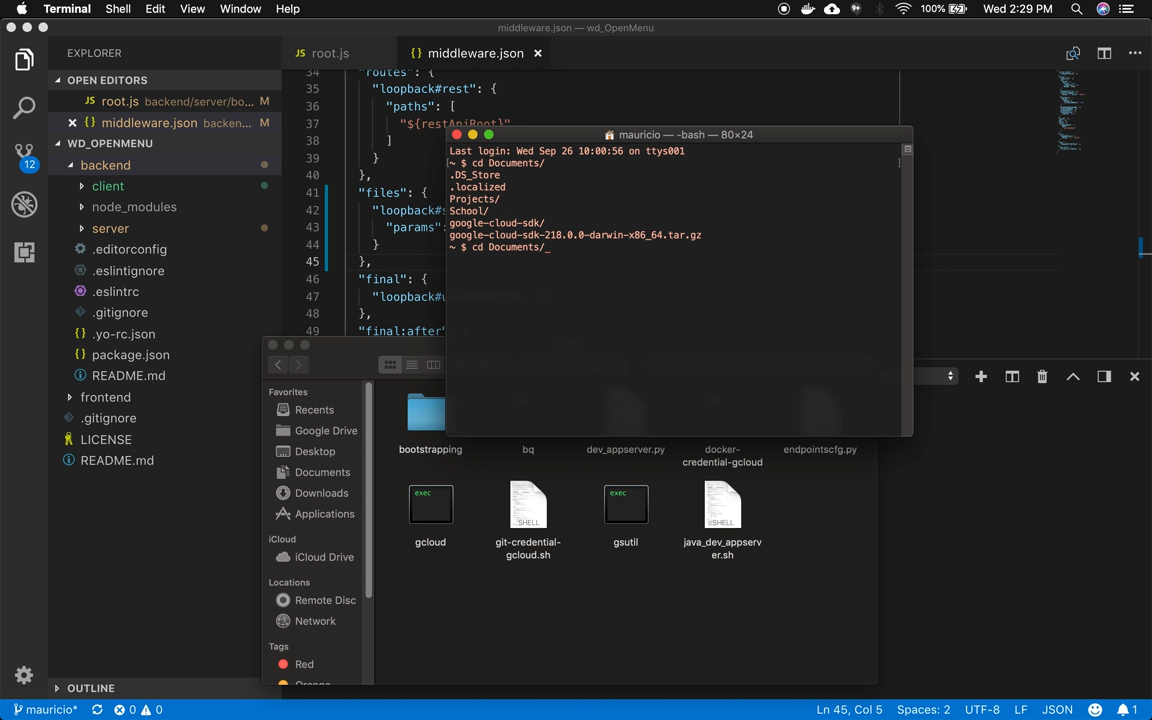 Terminal Shell Edit View Window Help 100% Wed 2:29 PM
middleware.json — wd_OpenMenu
EXPLORER
OPEN EDITORS
JS root.js backend/server/bo... M
{} middleware.json backen... M
WD_OPENMENU
backend
client
node_modules
server
.editorconfig
.eslintignore
.eslintrc
.gitignore
{} .yo-rc.json
{} package.json
README.md
frontend
.gitignore
LICENSE
README.md
OUTLINE
12
JS root.js
{} middleware.json
34 "routes": {
35 "loopback#rest": {
36 "paths": [
37 "${restApiRoot}"
38 ]
39 }
40 },
41 "files": {
42 "loopback#s
43 "params":
44 }
45 },
46 "final": {
47 "loopback#u
48 },
49 "final:after"
mauricio — -bash — 80×24
Last login: Wed Sep 26 10:00:56 on ttys001
[~ $ cd Documents/ ]
.DS_Store
.localized
Projects/
School/
google-cloud-sdk/
google-cloud-sdk-218.0.0-darwin-x86_64.tar.gz
~ $ cd Documents/_
Favorites
Recents
Google Drive
Desktop
Documents
Downloads
Applications
iCloud
iCloud Drive
Locations
Remote Disc
Network
Tags
Red
Orange
bootstrapping
bq
dev_appserver.py
docker-
credential-gcloud
endpointscfg.py
exec
gcloud
SHELL
git-credential-
gcloud.sh
exec
gsutil
SHELL
java_dev_appserv
er.sh
mauricio* 0 0 Ln 45, Col 5 Spaces: 2 UTF-8 LF JSON 1